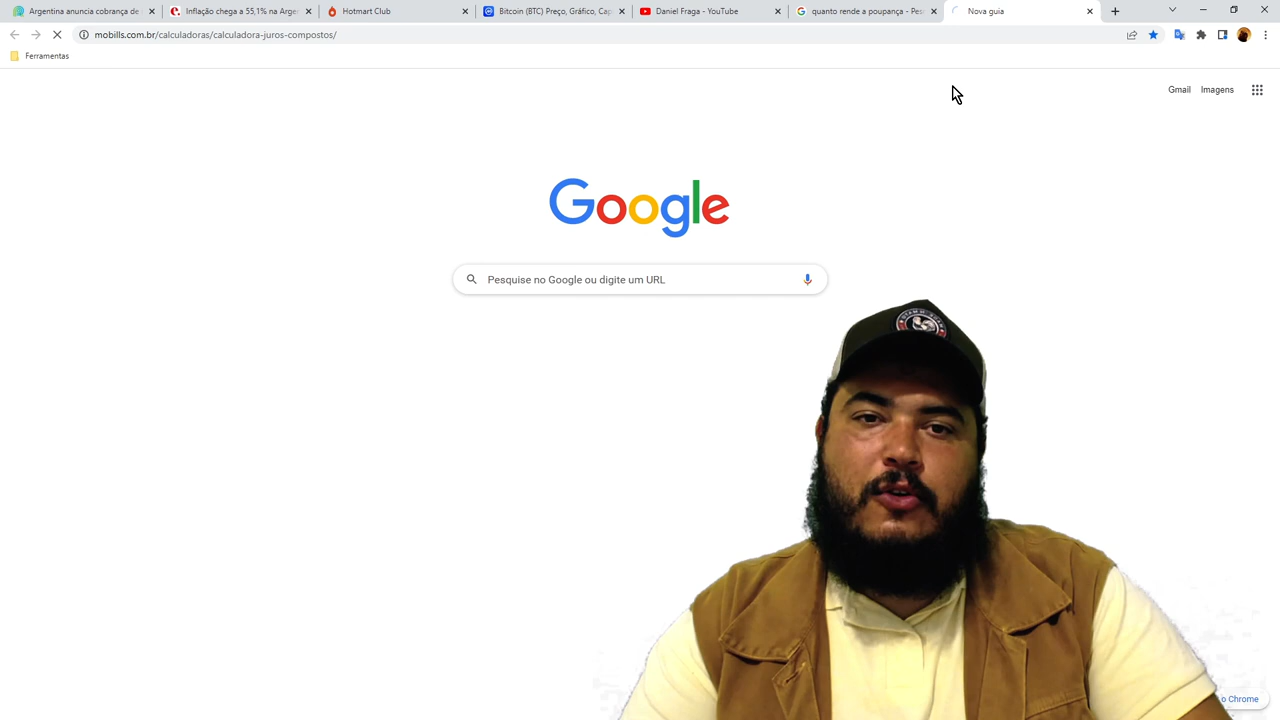 Argentina anuncia cobrança de
Inflação chega a 55,1% na Arge
Hotmart Club
Bitcoin (BTC) Preço, Gráfico, Cap
Daniel Fraga - YouTube
quanto rende a poupança - Pes
Nova guia
mobills.com.br/calculadoras/calculadora-juros-compostos/
Ferramentas
Gmail
Imagens
Google
Pesquise no Google ou digite um URL
o Chrome